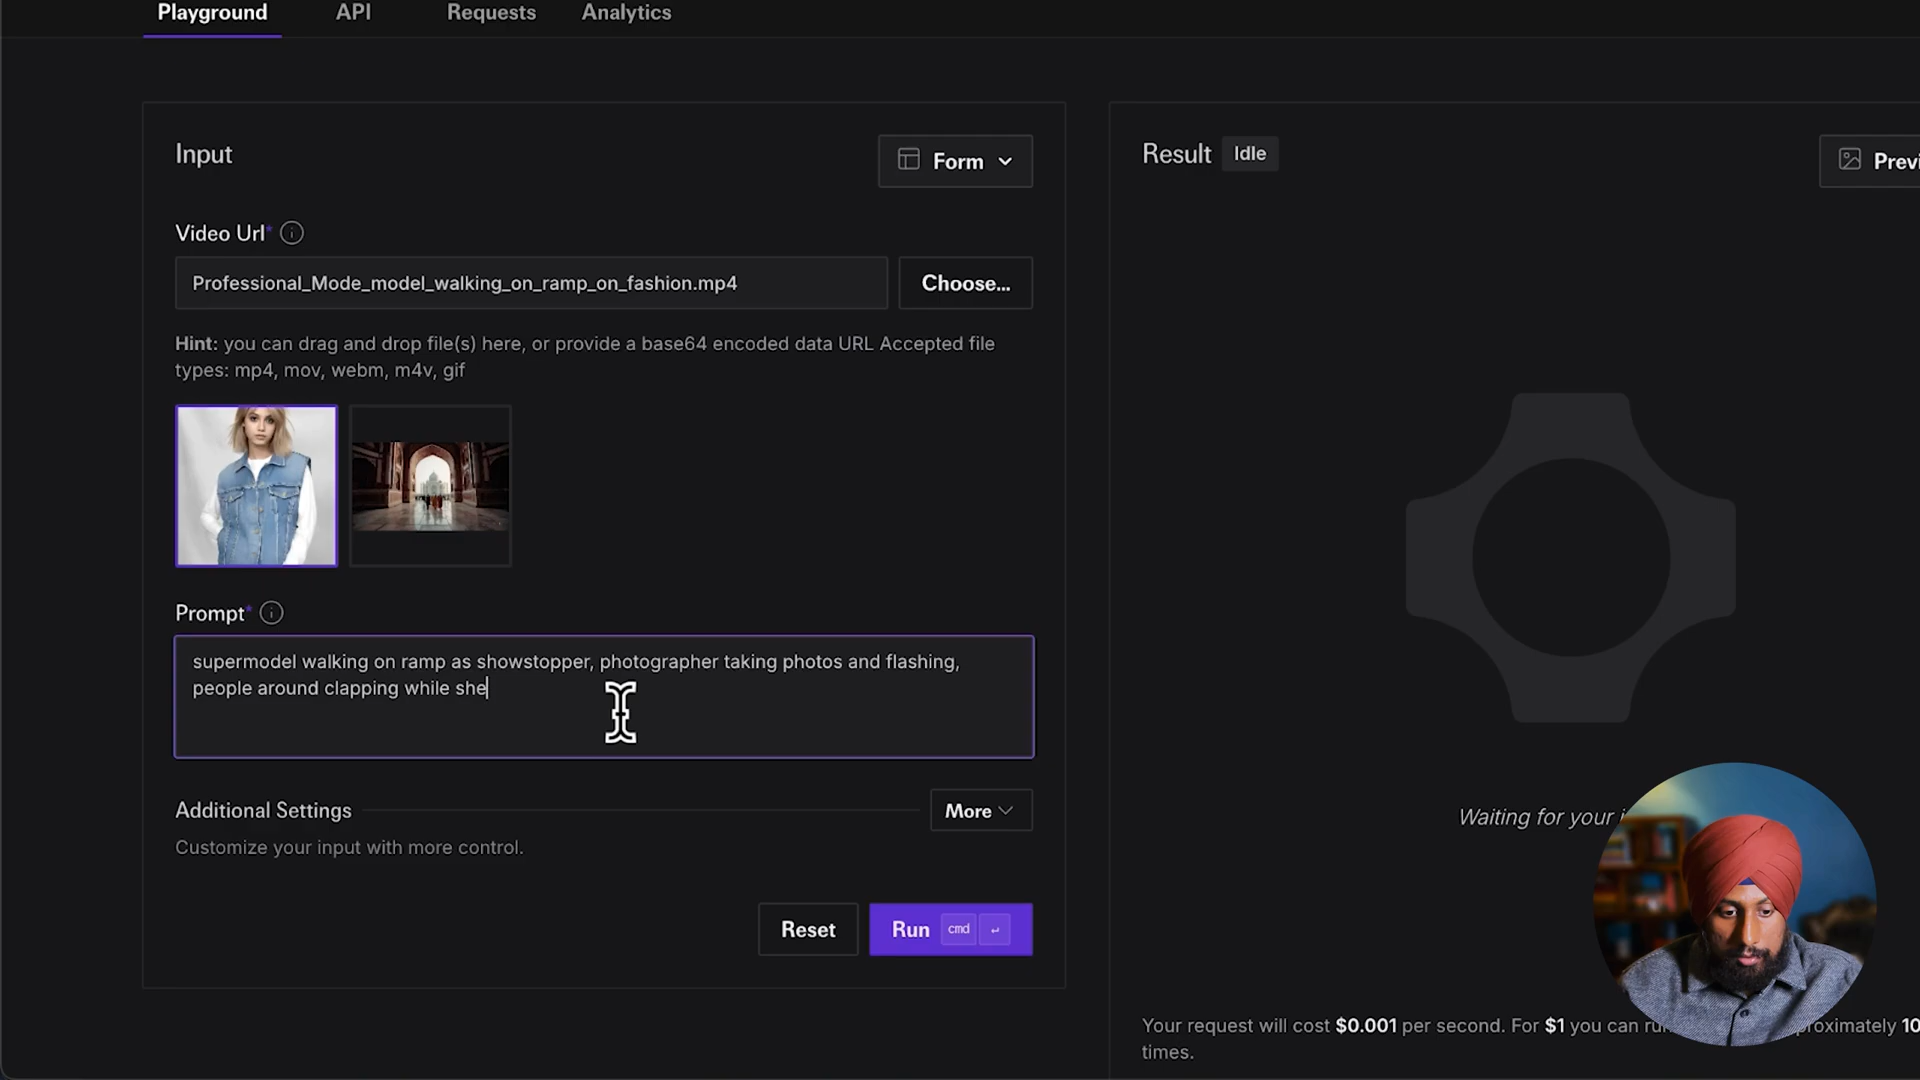 Playground API Requests Analytics
Input
Form
Video Url*
Professional_Mode_model_walking_on_ramp_on_fashion.mp4
Choose...
Hint: you can drag and drop file(s) here, or provide a base64 encoded data URL Accepted file
types: mp4, mov, webm, m4v, gif
Prompt*
supermodel walking on ramp as showstopper, photographer taking photos and flashing,
people around clapping while she
Additional Settings
More
Customize your input with more control.
Reset
Run cmd ↵
Result Idle
Previ
Waiting for your
Your request will cost $0.001 per second. For $1 you can 
times.